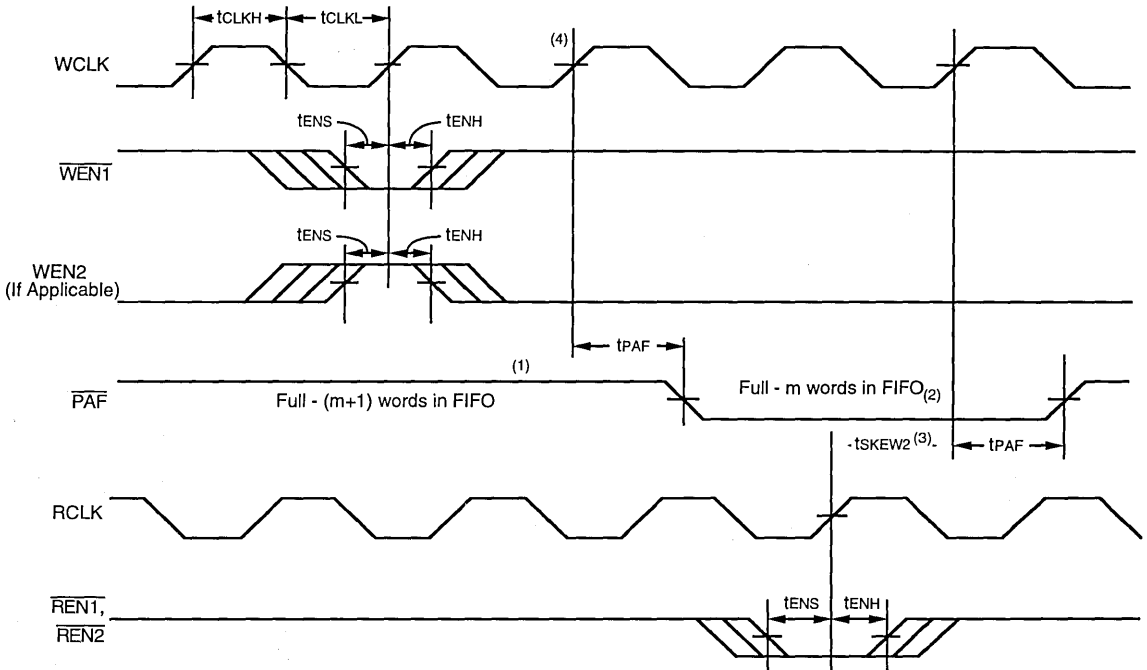 tCLKH tCLKL
(4)
WCLK
tENS tENH
WEN1
tENS tENH
WEN2
(If Applicable)
tPAF
(1)
PAF
Full - (m+1) words in FIFO
Full - m words in FIFO(2)
-tSKEW2(3)-
tPAF
RCLK
REN1,
REN2
tENS tENH